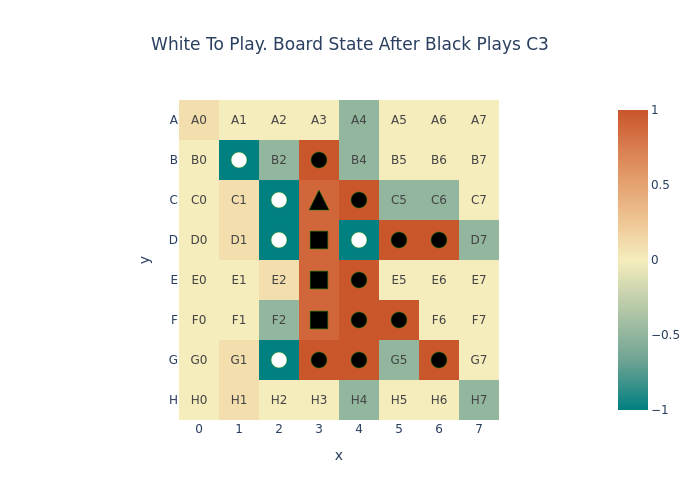 White To Play. Board State After Black Plays C3
A A0 A1 A2 A3 A4 A5 A6 A7 1
B B0 B2 B4 B5 B6 B7
C C0 C1 C5 C6 C7 0.5
D D0 D1 D7
y 0
E E0 E1 E2 E5 E6 E7
F F0 F1 F2 F6 F7 −0.5
G G0 G1 G5 G7
H H0 H1 H2 H3 H4 H5 H6 H7 −1
0 1 2 3 4 5 6 7
x